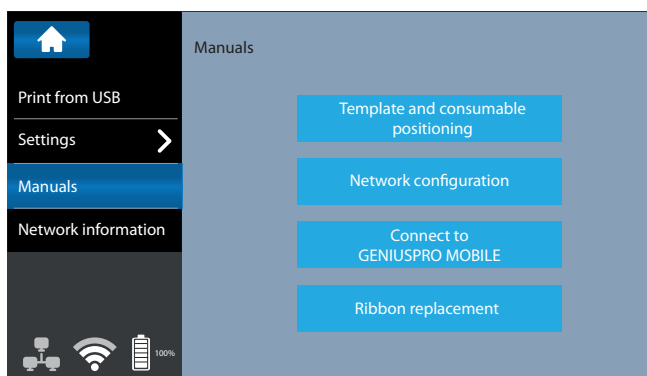 Manuals
Print from USB
Settings
Manuals
Network information
100%
Template and consumable
positioning
Network configuration
Connect to
GENIUSPRO MOBILE
Ribbon replacement